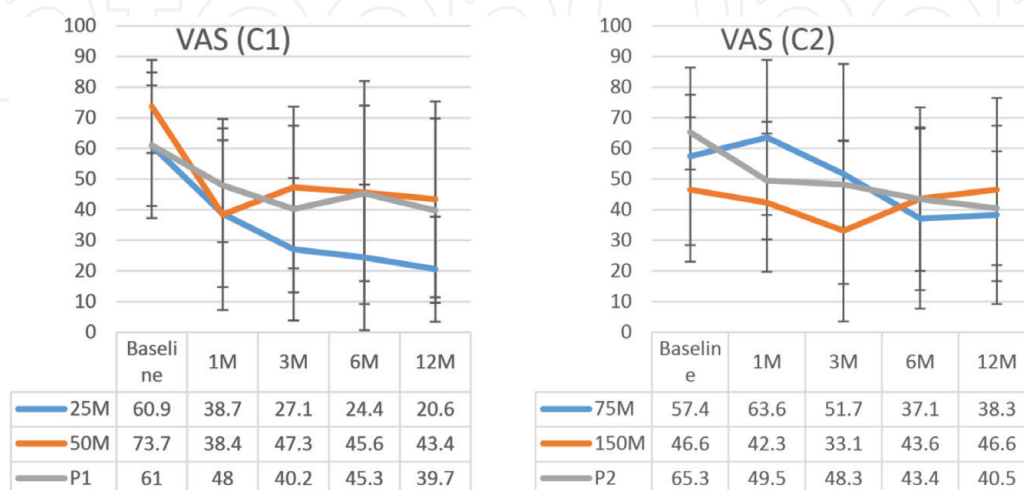 VAS (C1)
100
90
80
70
60
50
40
30
20
10
0
Baseli
ne 1M 3M 6M 12M
25M 60.9 38.7 27.1 24.4 20.6
50M 73.7 38.4 47.3 45.6 43.4
P1 61 48 40.2 45.3 39.7
VAS (C2)
100
90
80
70
60
50
40
30
20
10
0
Baselin
e 1M 3M 6M 12M
75M 57.4 63.6 51.7 37.1 38.3
150M 46.6 42.3 33.1 43.6 46.6
P2 65.3 49.5 48.3 43.4 40.5